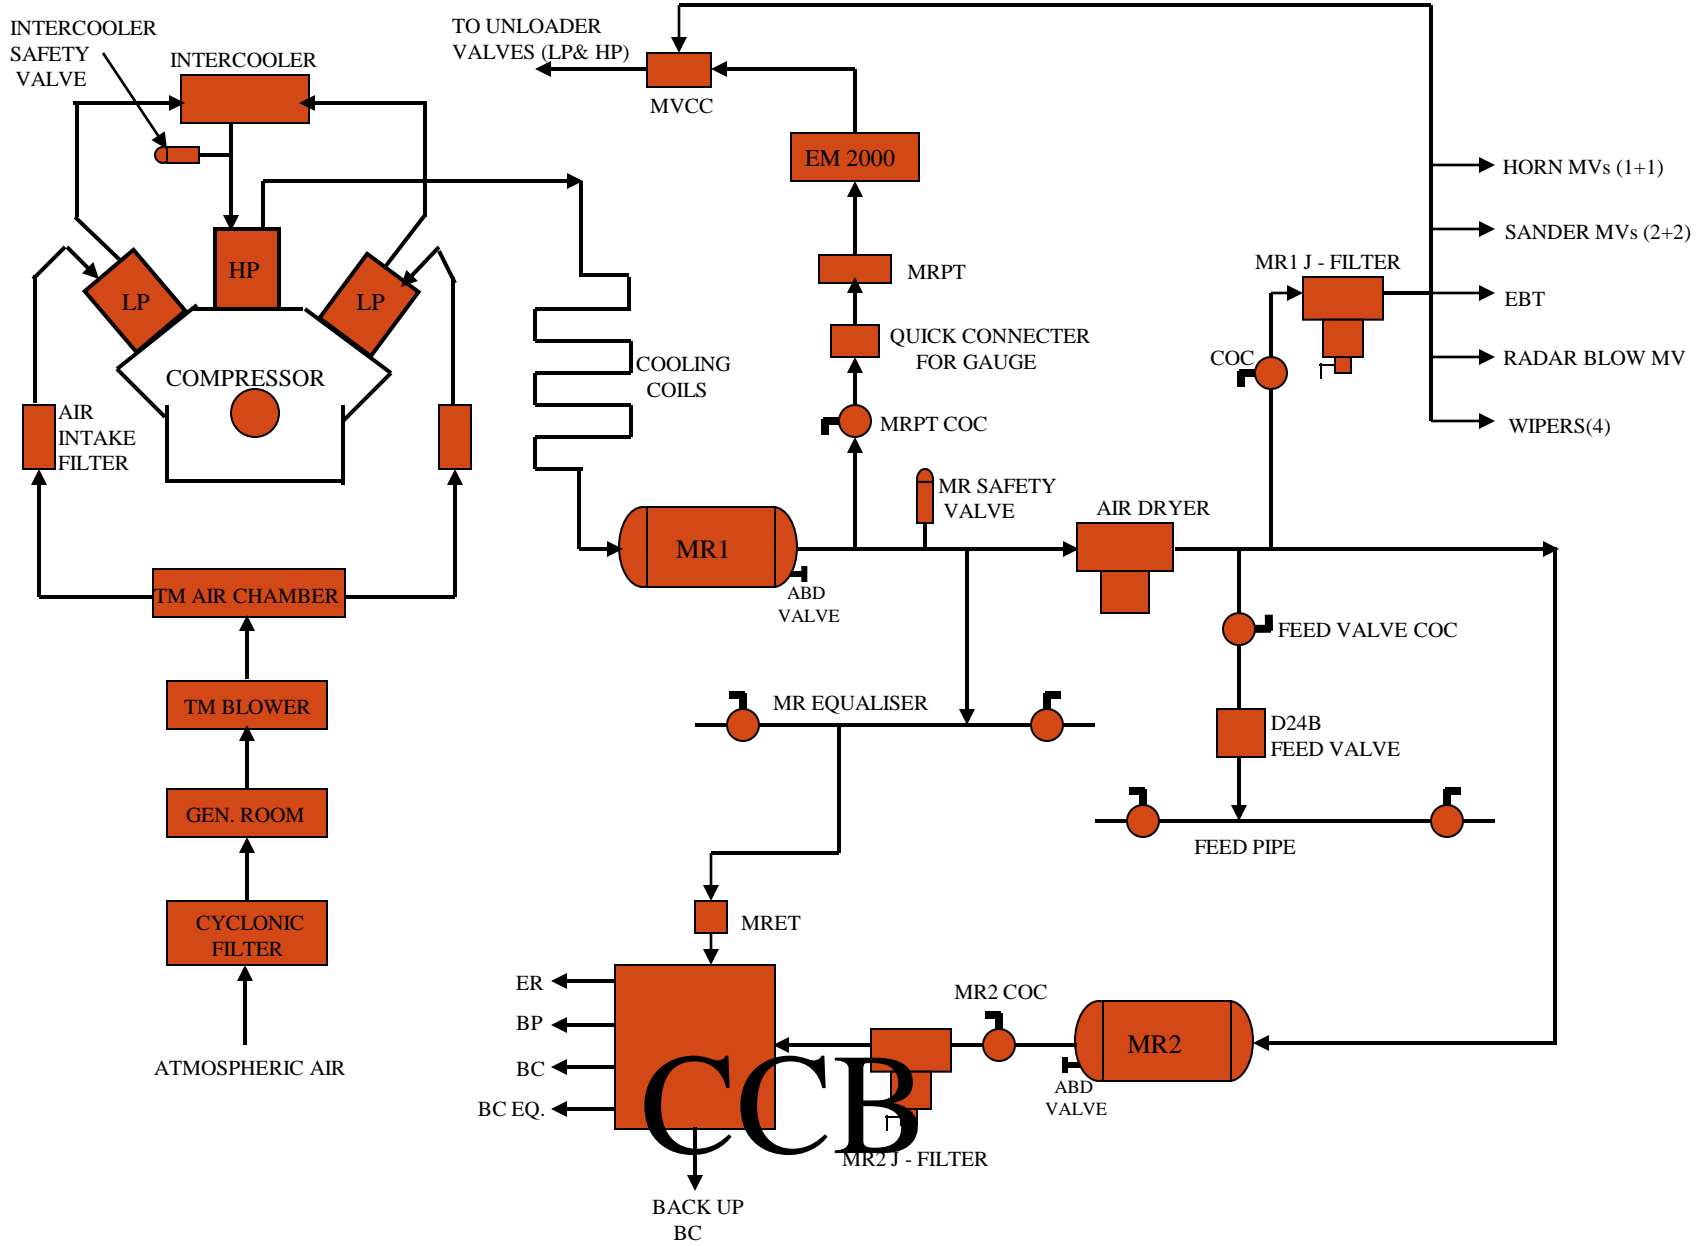 INTERCOOLER
SAFETY
VALVE
INTERCOOLER
TO UNLOADER
VALVES (LP& HP)
MVCC
EM 2000
HORN MVs (1+1)
SANDER MVs (2+2)
MR1 J - FILTER
EBT
RADAR BLOW MV
WIPERS(4)
COC
HP
LP
LP
MRPT
QUICK CONNECTER
FOR GAUGE
MRPT COC
COOLING
COILS
COMPRESSOR
AIR
INTAKE
FILTER
MR SAFETY
VALVE
AIR DRYER
MR1
ABD
VALVE
TM AIR CHAMBER
FEED VALVE COC
TM BLOWER
MR EQUALISER
D24B
FEED VALVE
GEN. ROOM
FEED PIPE
CYCLONIC
FILTER
MRET
ATMOSPHERIC AIR
ER
BP
BC
BC EQ.
CCB
MR2 COC
MR2
ABD
VALVE
MR2 J - FILTER
BACK UP
BC